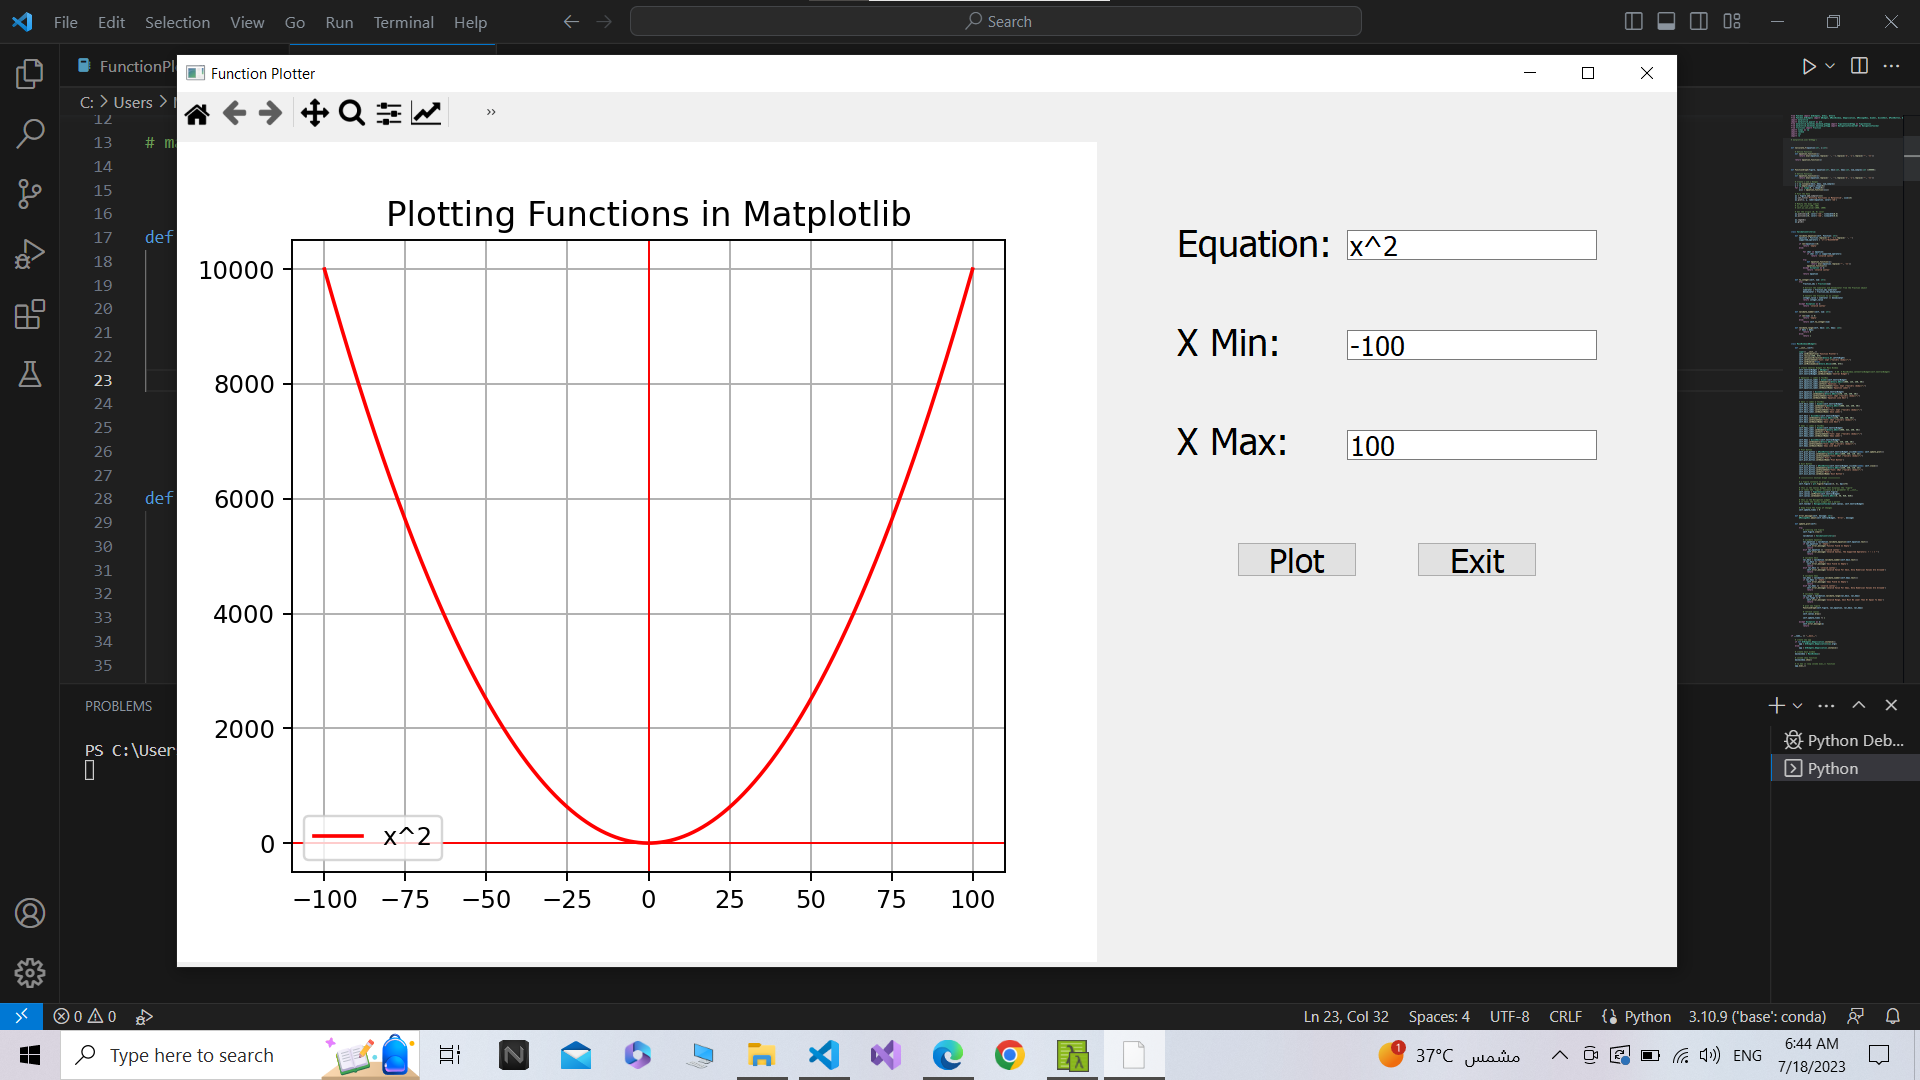 File Edit Selection View Go Run Terminal Help
Search
FunctionPl
C: > Users >
Function Plotter
12
13 # ma
14
15
16
17 def
18
19
20
21
22
23
24
25
26
27
28 def
29
30
31
32
33
34
35
Plotting Functions in Matplotlib
10000
8000
6000
4000
2000
0
−100 −75 −50 −25 0 25 50 75 100
x^2
Equation: x^2
X Min: -100
X Max: 100
Plot Exit
PROBLEMS
PS C:\User
Python Deb...
Python
0 0
Ln 23, Col 32 Spaces: 4 UTF-8 CRLF Python 3.10.9 ('base': conda)
Type here to search
1 37°C مشمس
ENG
6:44 AM
7/18/2023